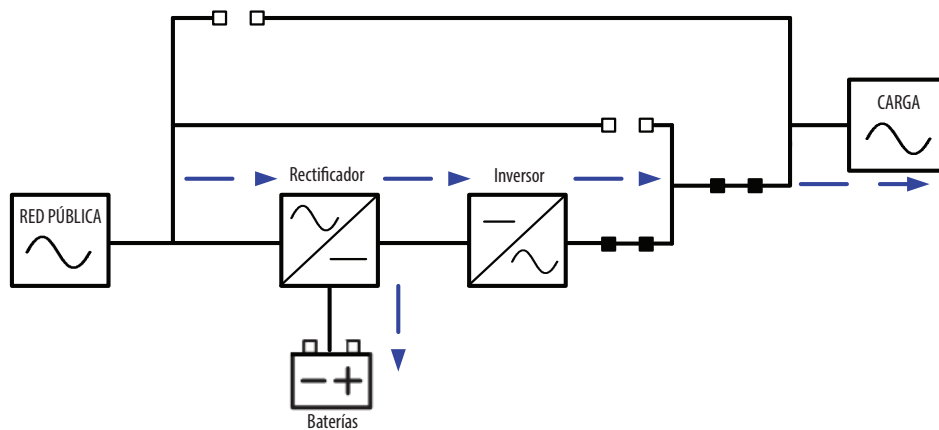 CARGA
Rectificador
Inversor
RED PÚBLICA
Baterías